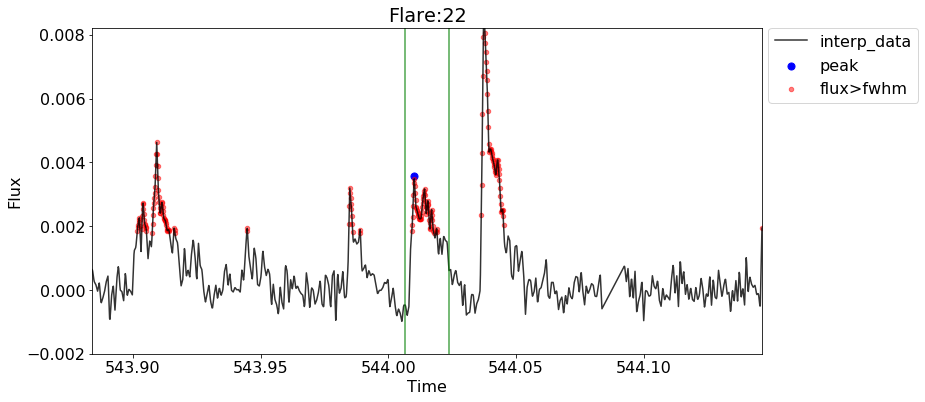 Flare:22
interp_data
peak
flux>fwhm
0.008
0.006
0.004
0.002
0.000
−0.002
Flux
543.90
543.95
544.00
544.05
544.10
Time